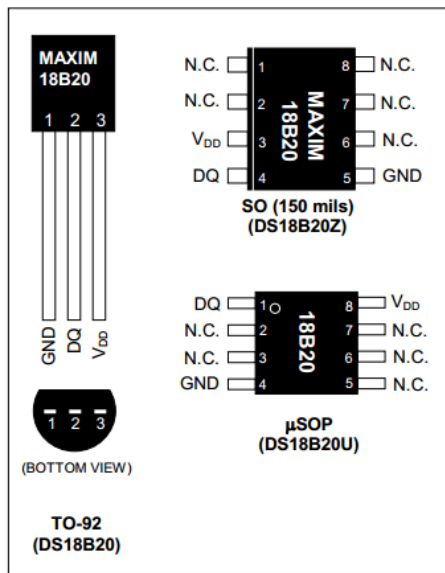 MAXIM
18B20
1 2 3
GND
DQ
VDD
1 2 3
(BOTTOM VIEW)
TO-92
(DS18B20)
N.C. 1 8 N.C.
N.C. 2 7 N.C.
VDD 3 6 N.C.
DQ 4 5 GND
MAXIM
18B20
SO (150 mils)
(DS18B20Z)
DQ 1 8 VDD
N.C. 2 7 N.C.
N.C. 3 6 N.C.
GND 4 5 N.C.
18B20
µSOP
(DS18B20U)